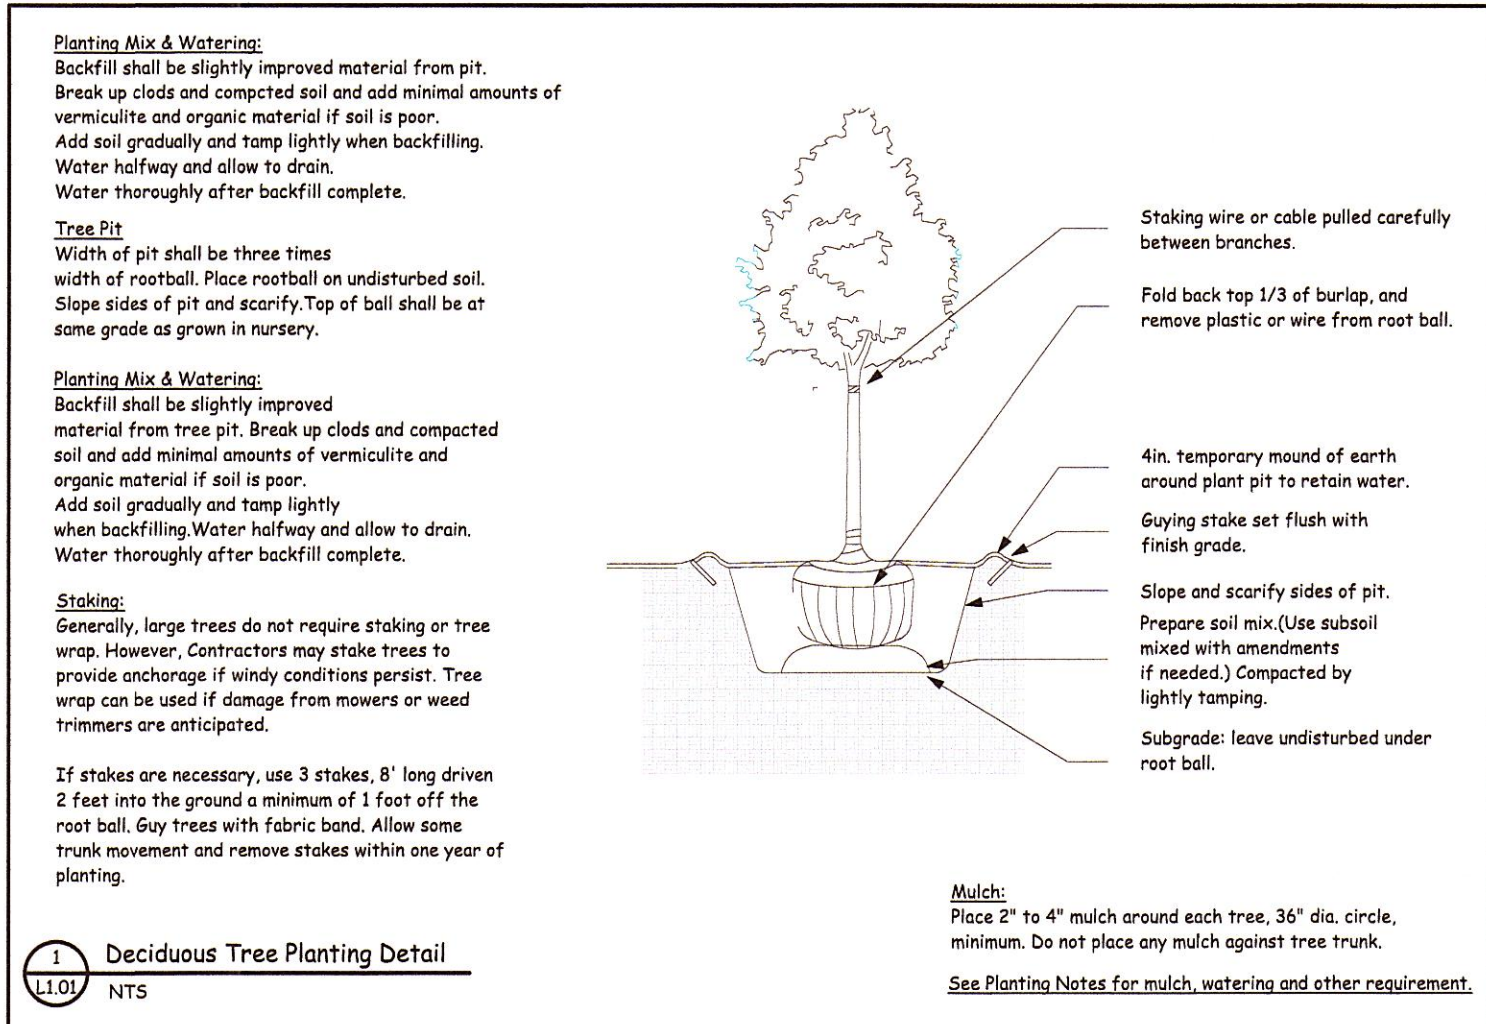 Planting Mix & Watering:
Backfill shall be slightly improved material from pit.
Break up clods and compcted soil and add minimal amounts of
vermiculite and organic material if soil is poor.
Add soil gradually and tamp lightly when backfilling.
Water halfway and allow to drain.
Water thoroughly after backfill complete.
Tree Pit
Width of pit shall be three times
width of rootball. Place rootball on undisturbed soil.
Slope sides of pit and scarify.Top of ball shall be at
same grade as grown in nursery.
Planting Mix & Watering:
Backfill shall be slightly improved
material from tree pit. Break up clods and compacted
soil and add minimal amounts of vermiculite and
organic material if soil is poor.
Add soil gradually and tamp lightly
when backfilling.Water halfway and allow to drain.
Water thoroughly after backfill complete.
Staking:
Generally, large trees do not require staking or tree
wrap. However, Contractors may stake trees to
provide anchorage if windy conditions persist. Tree
wrap can be used if damage from mowers or weed
trimmers are anticipated.
If stakes are necessary, use 3 stakes, 8' long driven
2 feet into the ground a minimum of 1 foot off the
root ball. Guy trees with fabric band. Allow some
trunk movement and remove stakes within one year of
planting.
Staking wire or cable pulled carefully
between branches.
Fold back top 1/3 of burlap, and
remove plastic or wire from root ball.
4in. temporary mound of earth
around plant pit to retain water.
Guying stake set flush with
finish grade.
Slope and scarify sides of pit.
Prepare soil mix.(Use subsoil
mixed with amendments
if needed.) Compacted by
lightly tamping.
Subgrade: leave undisturbed under
root ball.
Mulch:
Place 2" to 4" mulch around each tree, 36" dia. circle,
minimum. Do not place any mulch against tree trunk.
See Planting Notes for mulch, watering and other requirement.
1
L1.01
Deciduous Tree Planting Detail
NTS